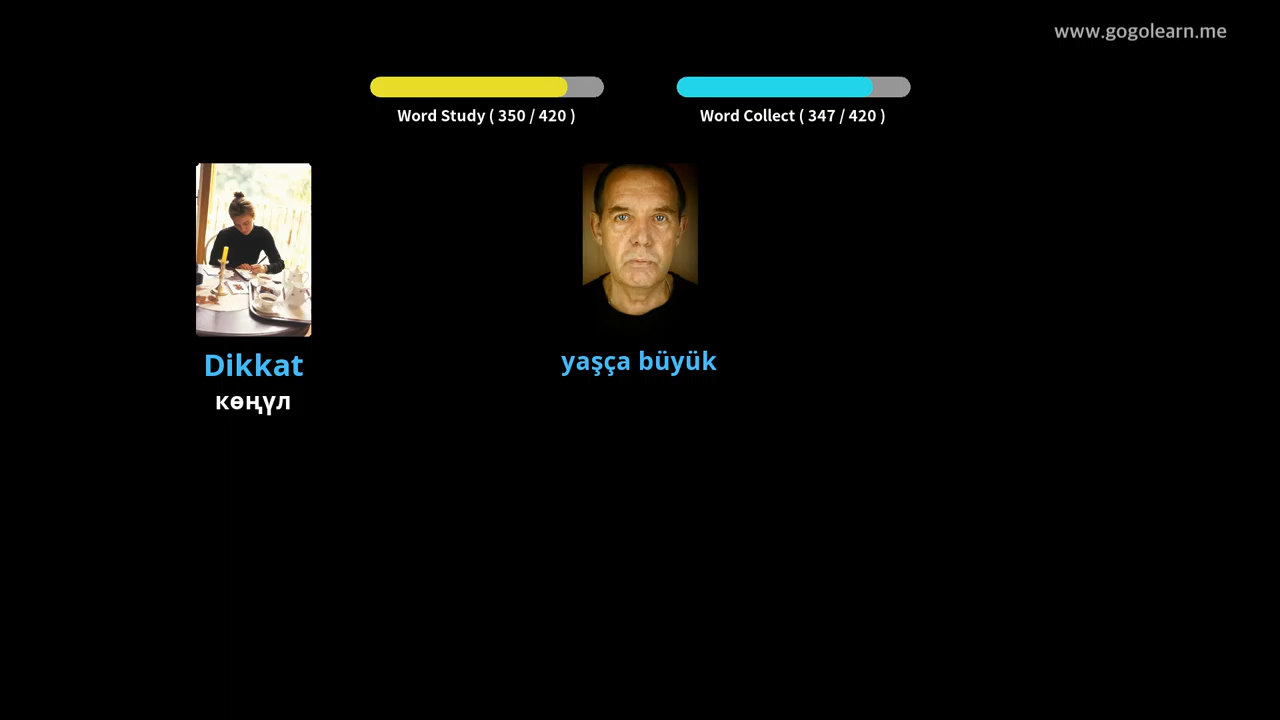 www.gogolearn.me
Word Study ( 350 / 420 )
Word Collect ( 347 / 420 )
Dikkat
көңүл
yaşça büyük